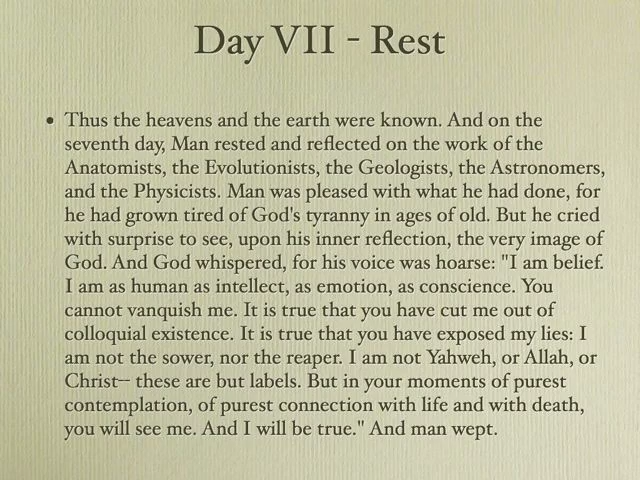 Day VII - Rest
• Thus the heavens and the earth were known. And on the
seventh day, Man rested and reflected on the work of the
Anatomists, the Evolutionists, the Geologists, the Astronomers,
and the Physicists. Man was pleased with what he had done, for
he had grown tired of God's tyranny in ages of old. But he cried
with surprise to see, upon his inner reflection, the very image of
God. And God whispered, for his voice was hoarse: "I am belief.
I am as human as intellect, as emotion, as conscience. You
cannot vanquish me. It is true that you have cut me out of
colloquial existence. It is true that you have exposed my lies: I
am not the sower, nor the reaper. I am not Yahweh, or Allah, or
Christ-- these are but labels. But in your moments of purest
contemplation, of purest connection with life and with death,
you will see me. And I will be true." And man wept.